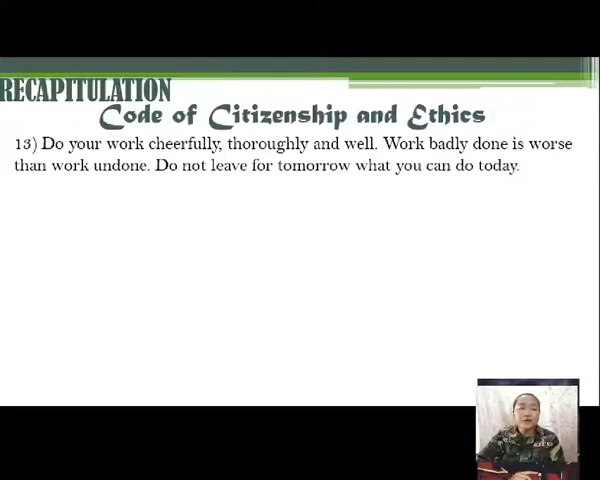 RECAPITULATION
Code of Citizenship and Ethics
13) Do your work cheerfully, thoroughly and well. Work badly done is worse
than work undone. Do not leave for tomorrow what you can do today.